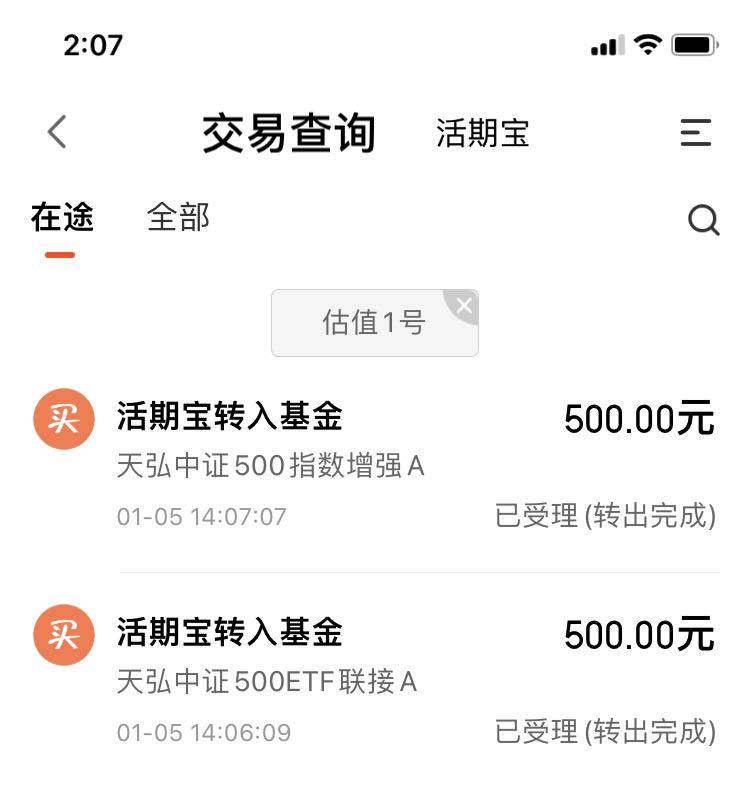 2:07
交易查询 活期宝
在途 全部
估值1号
买 活期宝转入基金 500.00元
天弘中证500指数增强A
01-05 14:07:07 已受理(转出完成)
买 活期宝转入基金 500.00元
天弘中证500ETF联接A
01-05 14:06:09 已受理(转出完成)